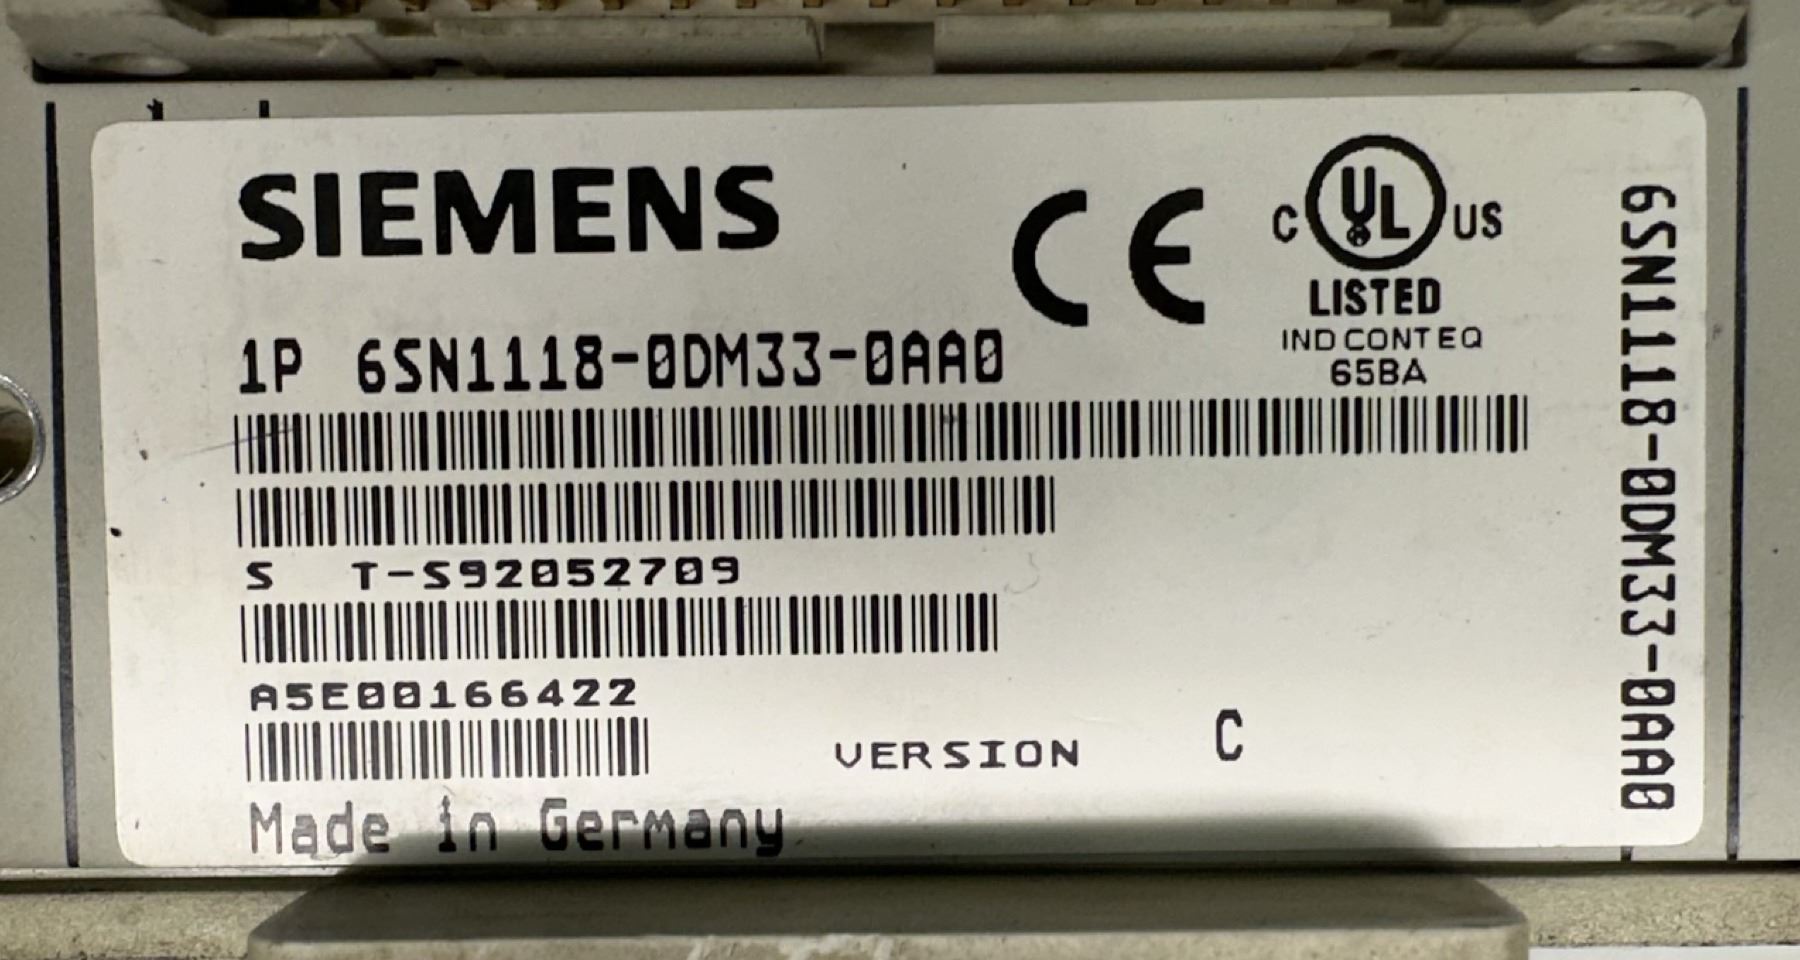 SIEMENS
CE
C UL US
LISTED
IND CONT EQ
65BA
1P 6SN1118-0DM33-0AA0
S T-S92052709
A5E00166422
VERSION C
Made in Germany
6SN1118-0DM33-0AA0